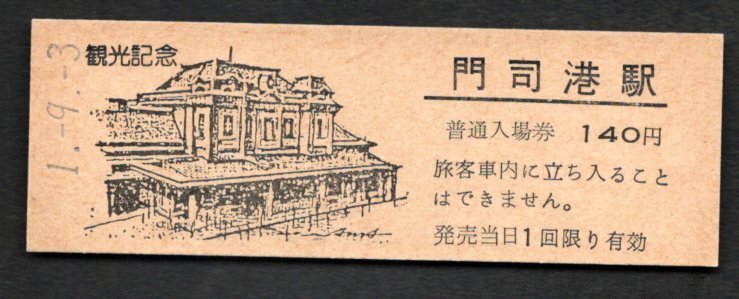 1.-9.-3
観光記念
門司港駅
普通入場券 140円
旅客車内に立ち入ること
はできません。
発売当日1回限り有効